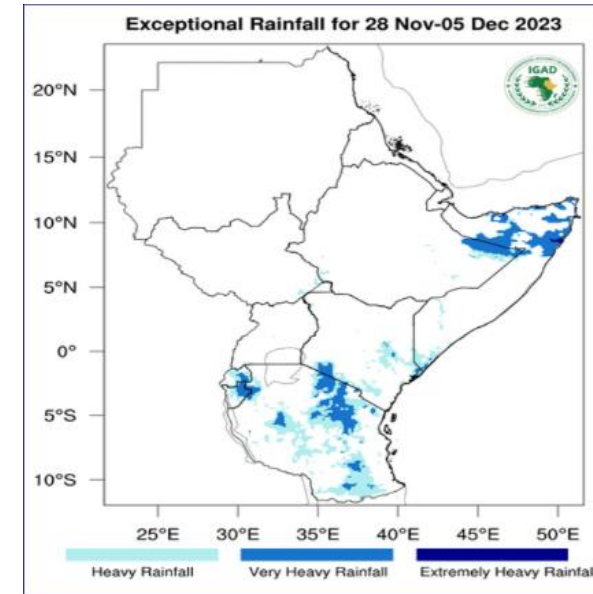 Exceptional Rainfall for 28 Nov-05 Dec 2023
IGAD
20°N
15°N
10°N
5°N
0°
5°S
10°S
25°E 30°E 35°E 40°E 45°E 50°E
Heavy Rainfall Very Heavy Rainfall Extremely Heavy Rainfal